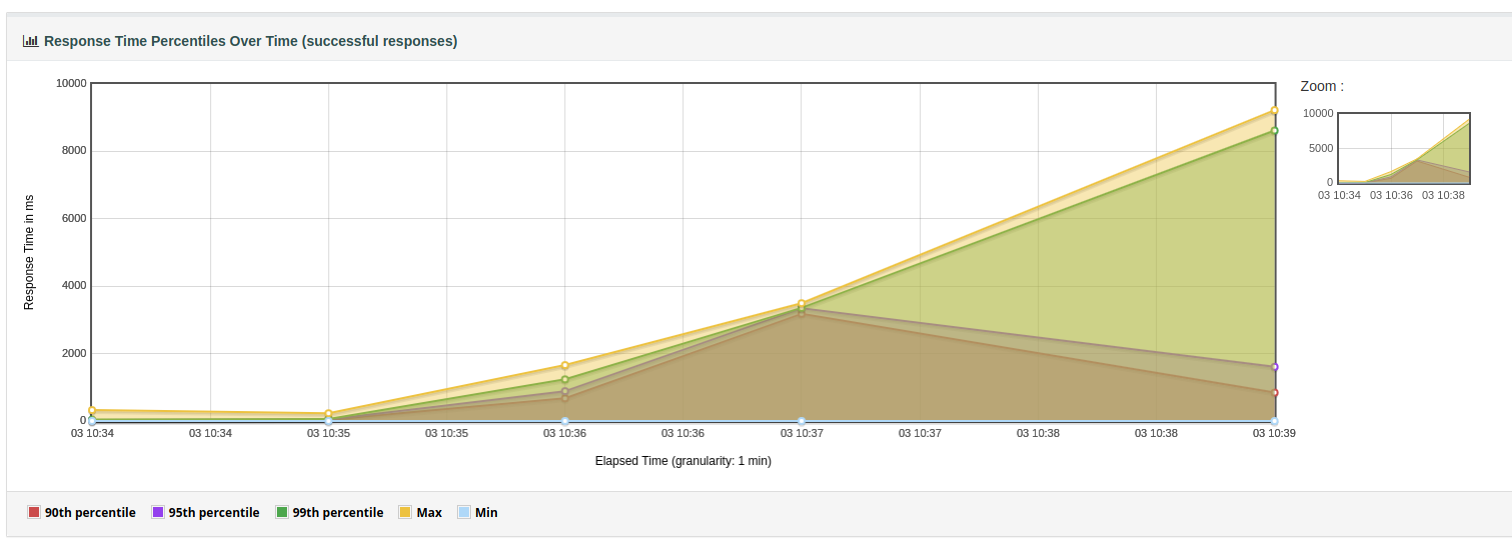 Response Time Percentiles Over Time (successful responses)
Zoom :
10000
8000
6000
4000
2000
0
Response Time in ms
03 10:34 03 10:34 03 10:35 03 10:35 03 10:36 03 10:36 03 10:37 03 10:37 03 10:38 03 10:38 03 10:39
Elapsed Time (granularity: 1 min)
10000
5000
0
03 10:34 03 10:36 03 10:38
90th percentile 95th percentile 99th percentile Max Min